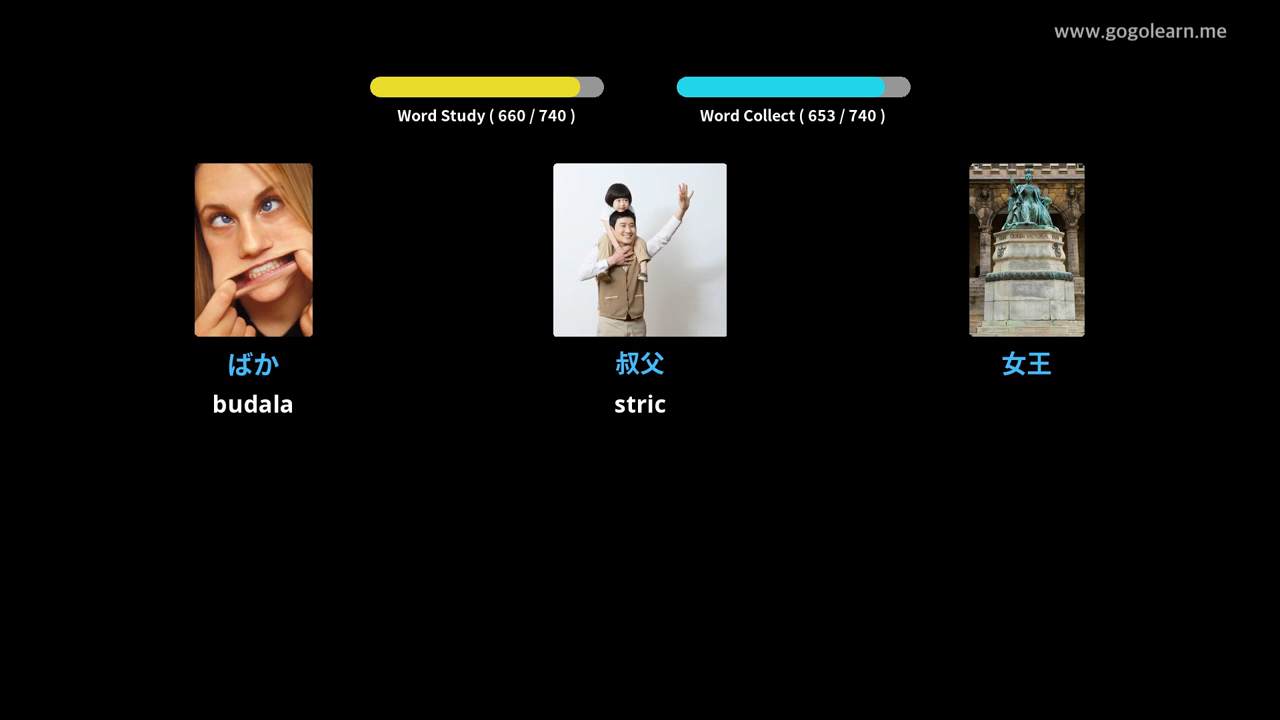 www.gogolearn.me
Word Study ( 660 / 740 )
Word Collect ( 653 / 740 )
ばか
叔父
女王
budala
stric